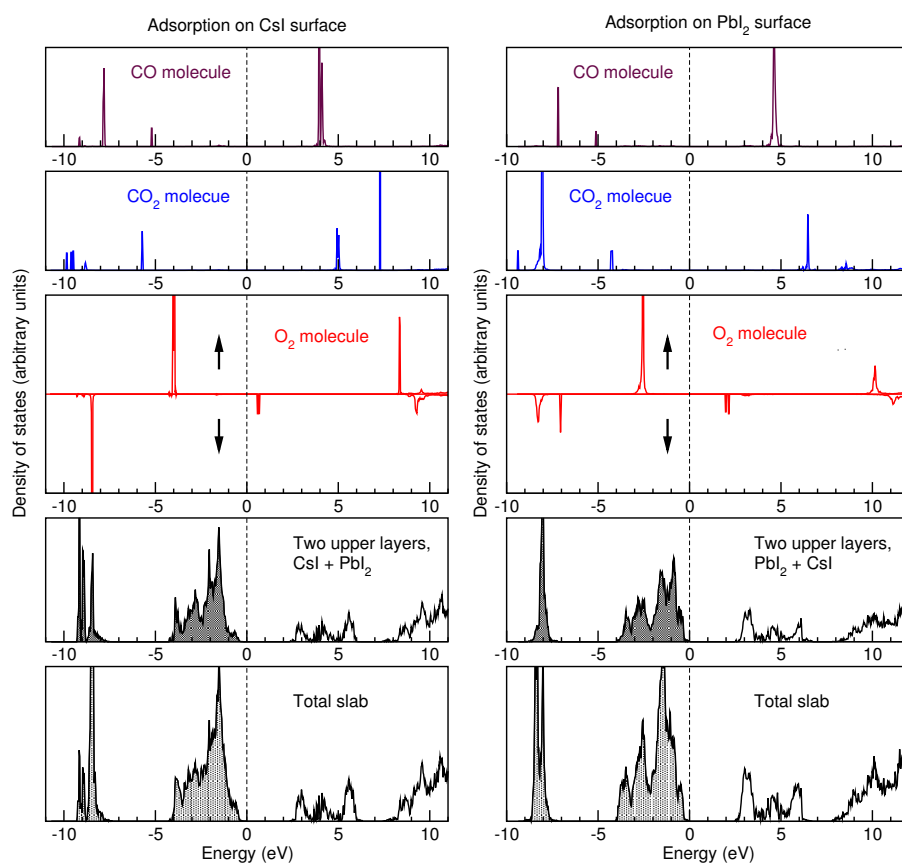 Adsorption on CsI surface
CO molecule
-10 -5 0 5 10
CO2 molecue
-10 -5 0 5 10
O2 molecule
-10 -5 0 5 10
Two upper layers,
CsI + PbI2
-10 -5 0 5 10
Total slab
-10 -5 0 5 10
Energy (eV)
Density of states (arbitrary units)
Adsorption on PbI2 surface
CO molecule
-10 -5 0 5 10
CO2 molecue
-10 -5 0 5 10
O2 molecule
-10 -5 0 5 10
Two upper layers,
PbI2 + CsI
-10 -5 0 5 10
Total slab
-10 -5 0 5 10
Energy (eV)
Density of states (arbitrary units)